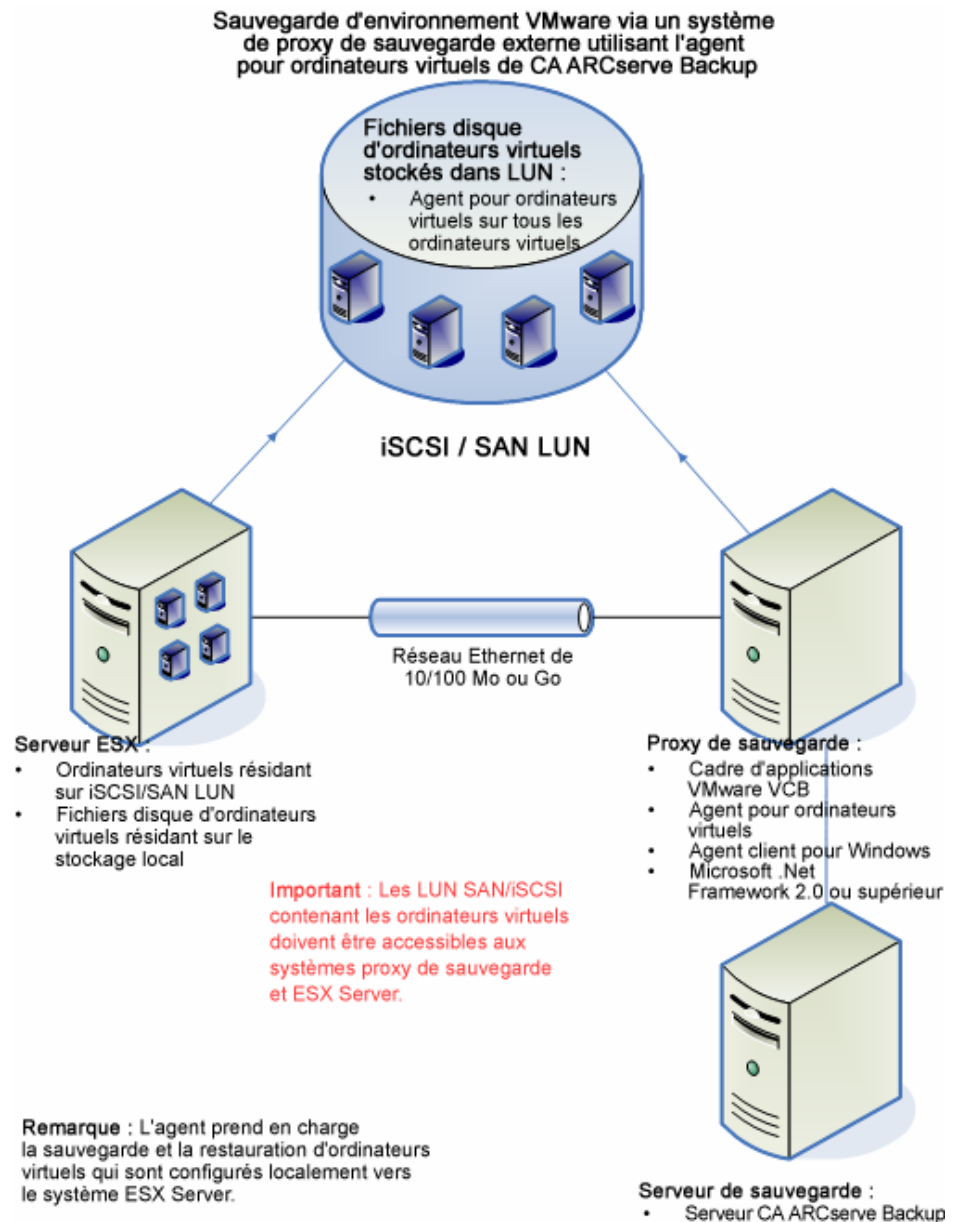 Sauvegarde d'environnement VMware via un système
de proxy de sauvegarde externe utilisant l'agent
pour ordinateurs virtuels de CA ARCserve Backup
Fichiers disque
d'ordinateurs virtuels
stockés dans LUN :
• Agent pour ordinateurs
virtuels sur tous les
ordinateurs virtuels
iSCSI / SAN LUN
Réseau Ethernet de
10/100 Mo ou Go
Serveur ESX :
• Ordinateurs virtuels résidant
sur iSCSI/SAN LUN
• Fichiers disque d'ordinateurs
virtuels résidant sur le
stockage local
Proxy de sauvegarde :
• Cadre d'applications
VMware VCB
• Agent pour ordinateurs
virtuels
• Agent client pour Windows
• Microsoft .Net
Framework 2.0 ou supérieur
Important : Les LUN SAN/iSCSI
contenant les ordinateurs virtuels
doivent être accessibles aux
systèmes proxy de sauvegarde
et ESX Server.
Remarque : L'agent prend en charge
la sauvegarde et la restauration d'ordinateurs
virtuels qui sont configurés localement vers
le système ESX Server.
Serveur de sauvegarde :
• Serveur CA ARCserve Backup